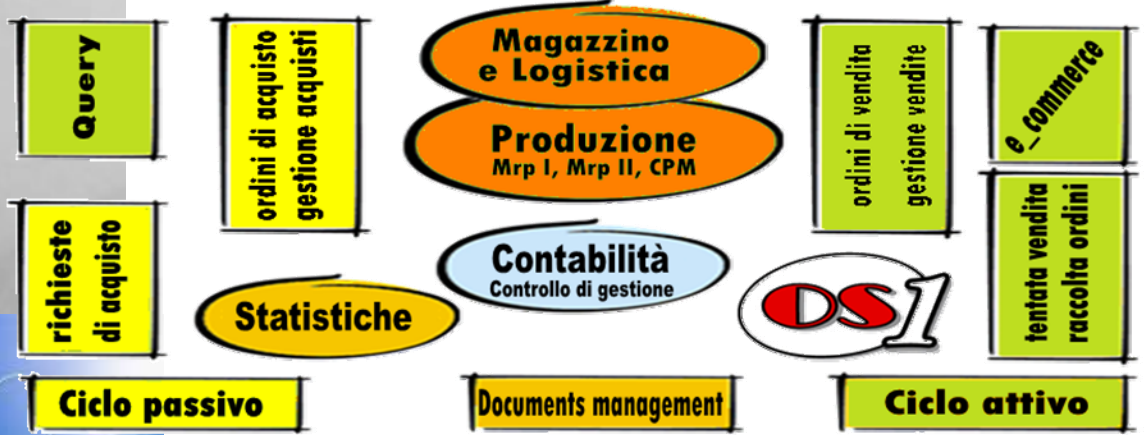 Query
ordini di acquisto
gestione acquisti
Magazzino
e Logistica
Produzione
Mrp I, Mrp II, CPM
ordini di vendita
gestione vendite
e_commerce
richieste
di acquisto
Statistiche
Contabilità
Controllo di gestione
OS1
tentata vendita
raccolta ordini
Ciclo passivo
Documents management
Ciclo attivo